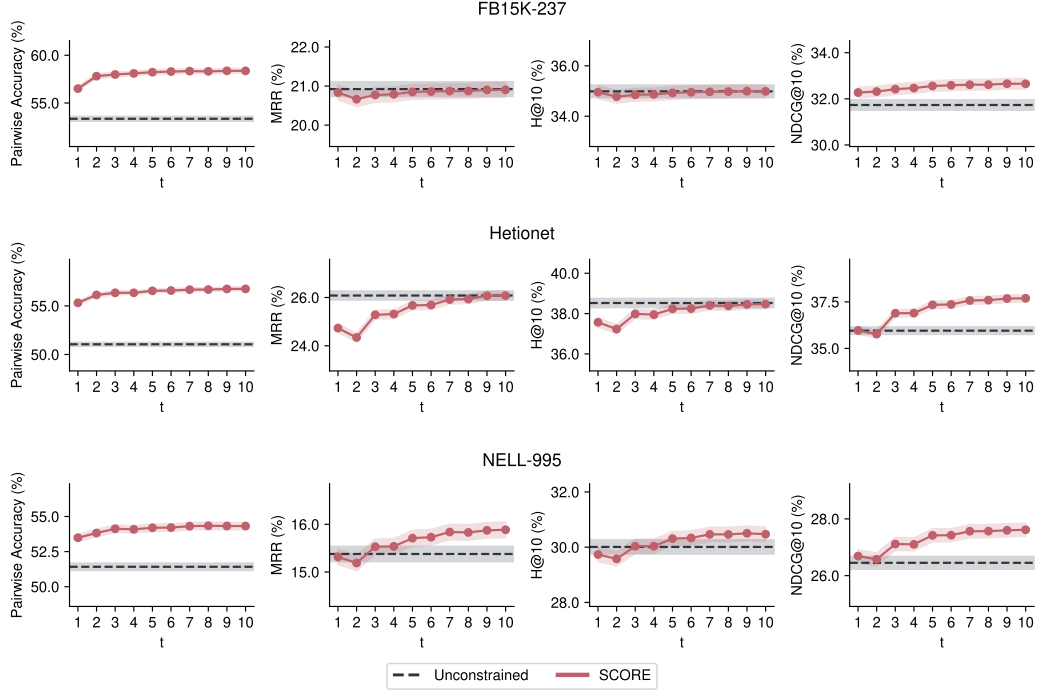 FB15K-237
Pairwise Accuracy (%)
60.0
55.0
1 2 3 4 5 6 7 8 9 10
t
MRR (%)
22.0
21.0
20.0
1 2 3 4 5 6 7 8 9 10
t
H@10 (%)
36.0
34.0
1 2 3 4 5 6 7 8 9 10
t
NDCG@10 (%)
34.0
32.0
30.0
1 2 3 4 5 6 7 8 9 10
t
Hetionet
Pairwise Accuracy (%)
55.0
50.0
1 2 3 4 5 6 7 8 9 10
t
MRR (%)
26.0
24.0
1 2 3 4 5 6 7 8 9 10
t
H@10 (%)
40.0
38.0
36.0
1 2 3 4 5 6 7 8 9 10
t
NDCG@10 (%)
37.5
35.0
1 2 3 4 5 6 7 8 9 10
t
NELL-995
Pairwise Accuracy (%)
55.0
52.5
50.0
1 2 3 4 5 6 7 8 9 10
t
MRR (%)
16.0
15.0
1 2 3 4 5 6 7 8 9 10
t
H@10 (%)
32.0
30.0
28.0
1 2 3 4 5 6 7 8 9 10
t
NDCG@10 (%)
28.0
26.0
1 2 3 4 5 6 7 8 9 10
t
Unconstrained SCORE